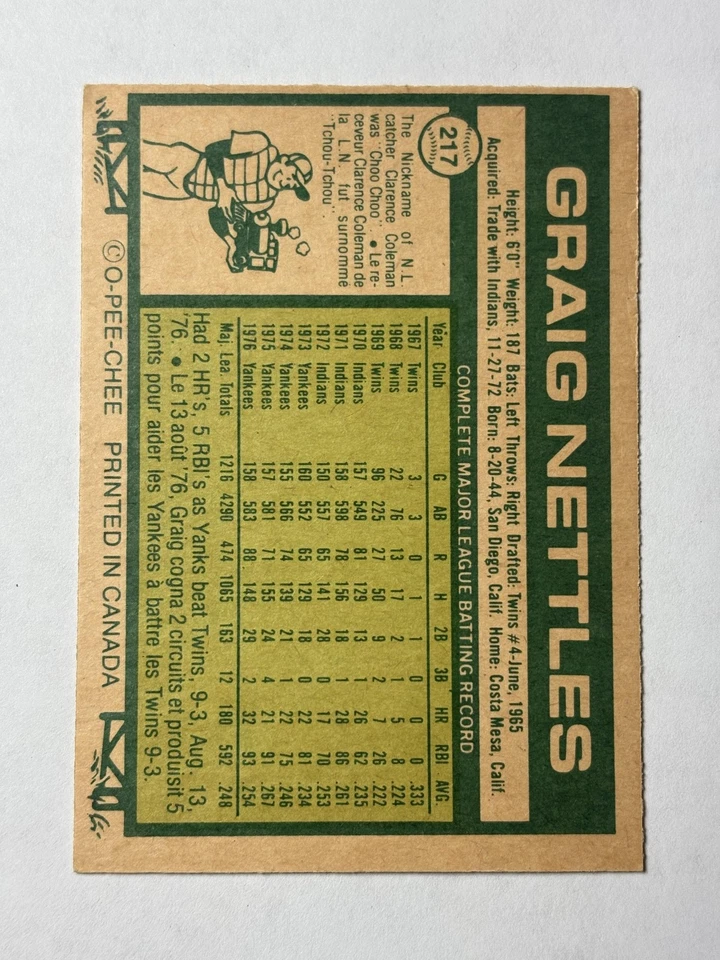 GRAIG NETTLES
Height: 6'0" Weight: 187 Bats: Left Throws: Right Drafted: Twins #4-June, 1965
Acquired: Trade with Indians, 11-27-72 Born: 8-20-44, San Diego, Calif. Home: Costa Mesa, Calif.
217
The Nickname of N.L.
catcher Clarence Coleman
was "Choo Choo". • Le re-
ceveur Clarence Coleman de
la L.N. fut surnommé
"Tchou-Tchou".
COMPLETE MAJOR LEAGUE BATTING RECORD
Year Club G AB R H 2B 3B HR RBI AVG.
1967 Twins 3 3 0 1 1 0 0 0 .333
1968 Twins 22 76 13 17 2 1 5 8 .224
1969 Twins 96 225 27 50 9 2 7 26 .222
1970 Indians 157 549 81 129 13 1 26 62 .235
1971 Indians 158 598 78 156 18 1 28 86 .261
1972 Indians 150 557 65 141 28 0 17 70 .253
1973 Yankees 160 552 65 129 18 0 22 81 .234
1974 Yankees 155 566 74 139 21 1 22 75 .246
1975 Yankees 157 581 71 155 24 4 21 91 .267
1976 Yankees 158 583 88 148 29 2 32 93 .254
Maj. Lea. Totals 1216 4290 474 1065 163 12 180 592 .248
Had 2 HR's, 5 RBI's as Yanks beat Twins, 9-3, Aug. 13,
'76. • Le 13 août '76, Graig cogna 2 circuits et produisit 5
points pour aider les Yankees à battre les Twins 9-3.
© O-PEE-CHEE PRINTED IN CANADA